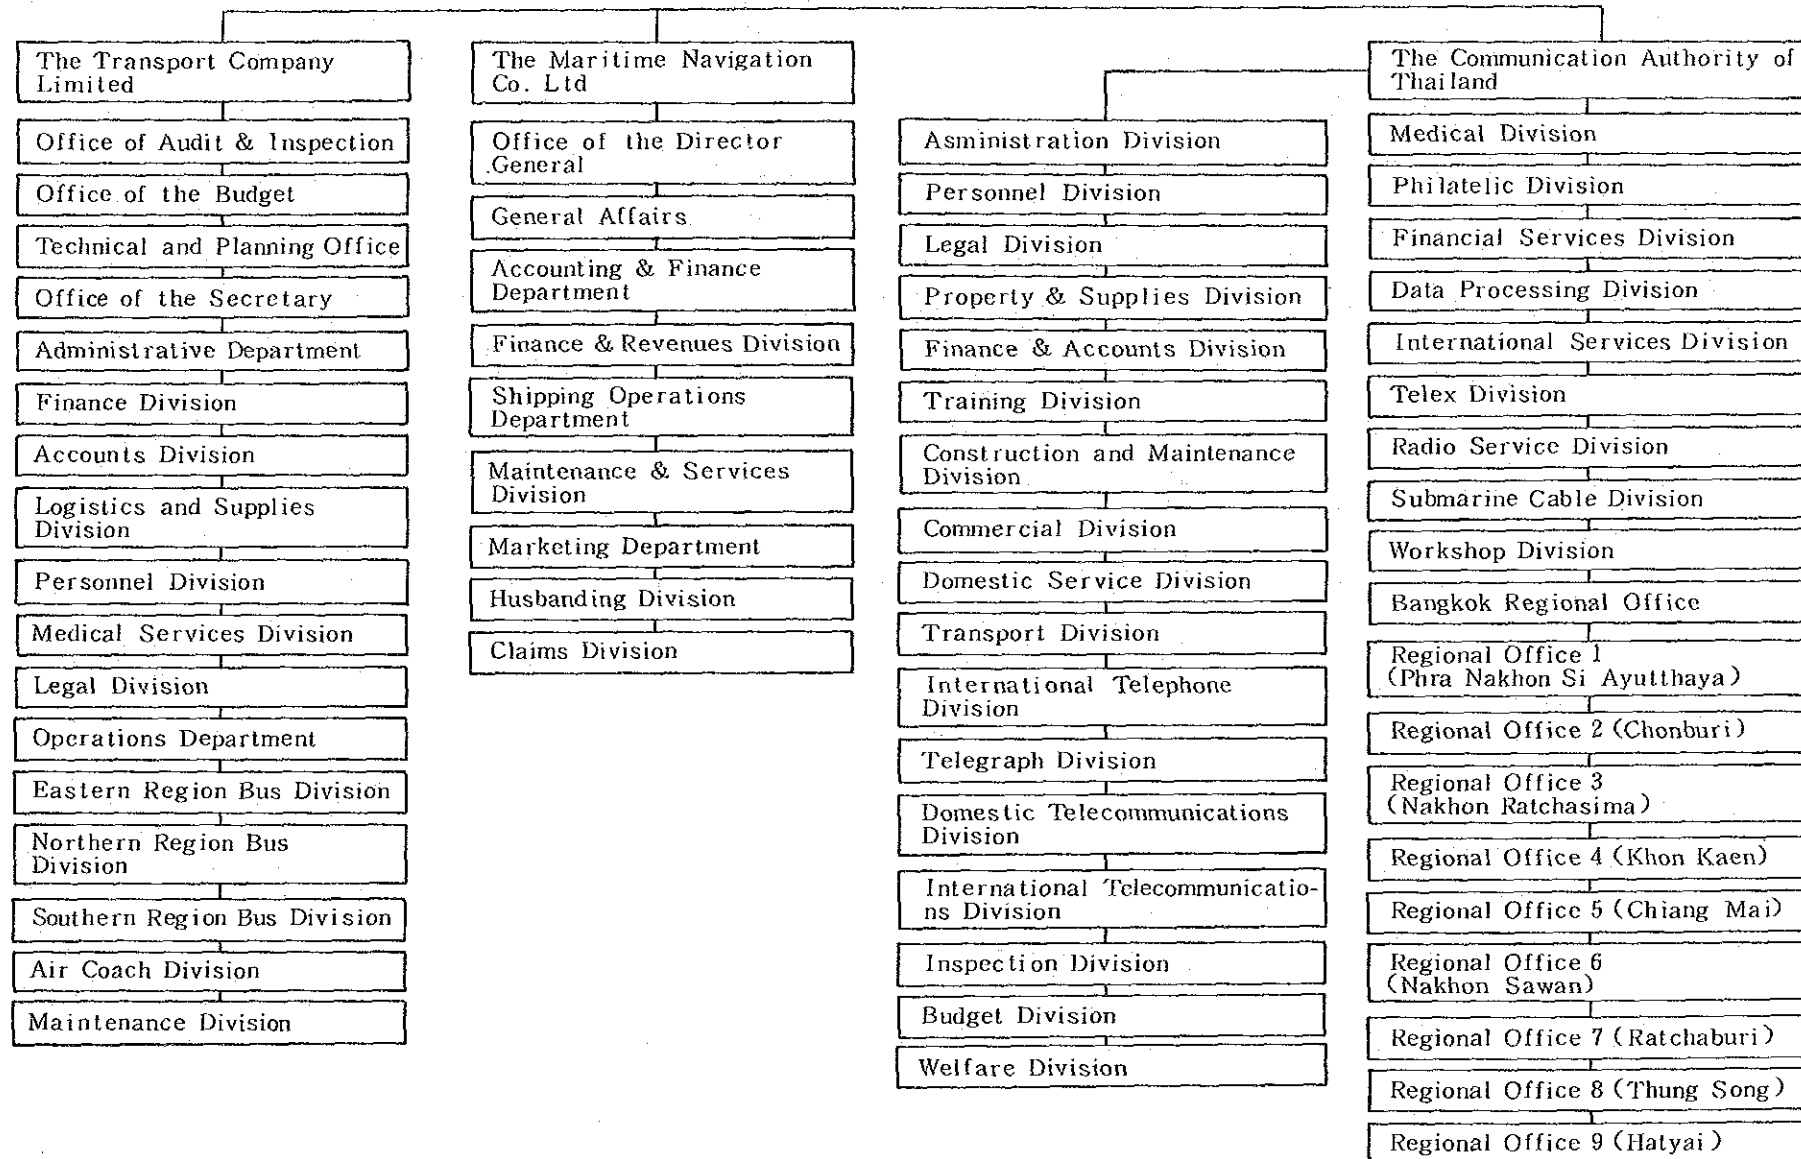 The Transport Company
Limited
Office of Audit & Inspection
Office of the Budget
Technical and Planning Office
Office of the Secretary
Administrative Department
Finance Division
Accounts Division
Logistics and Supplies
Division
Personnel Division
Medical Services Division
Legal Division
Operations Department
Eastern Region Bus Division
Northern Region Bus
Division
Southern Region Bus Division
Air Coach Division
Maintenance Division
The Maritime Navigation
Co. Ltd
Office of the Director
General
General Affairs
Accounting & Finance
Department
Finance & Revenues Division
Shipping Operations
Department
Maintenance & Services
Division
Marketing Department
Husbanding Division
Claims Division
The Communication Authority of
Thailand
Asministration Division
Personnel Division
Legal Division
Property & Supplies Division
Finance & Accounts Division
Training Division
Construction and Maintenance
Division
Commercial Division
Domestic Service Division
Transport Division
International Telephone
Division
Telegraph Division
Domestic Telecommunications
Division
International Telecommunicatio-
ns Division
Inspection Division
Budget Division
Welfare Division
Medical Division
Philatelic Division
Financial Services Division
Data Processing Division
International Services Division
Telex Division
Radio Service Division
Submarine Cable Division
Workshop Division
Bangkok Regional Office
Regional Office 1
(Phra Nakhon Si Ayutthaya)
Regional Office 2 (Chonburi)
Regional Office 3
(Nakhon Ratchasima)
Regional Office 4 (Khon Kaen)
Regional Office 5 (Chiang Mai)
Regional Office 6
(Nakhon Sawan)
Regional Office 7 (Ratchaburi)
Regional Office 8 (Thung Song)
Regional Office 9 (Hatyai)